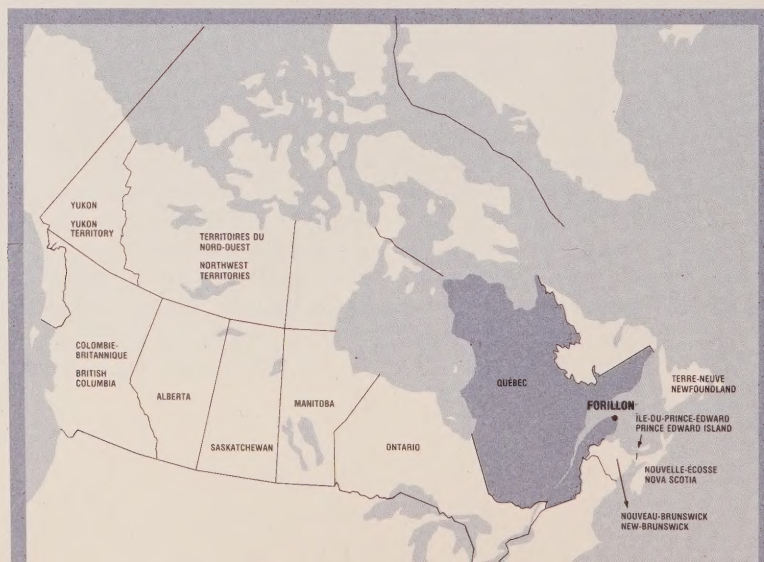 YUKON
YUKON
TERRITORY
TERRITOIRES DU
NORD-OUEST
NORTHWEST
TERRITORIES
COLOMBIE-
BRITANNIQUE
BRITISH
COLUMBIA
ALBERTA
SASKATCHEWAN
MANITOBA
ONTARIO
QUÉBEC
FORILLON
TERRE-NEUVE
NEWFOUNDLAND
ÎLE-DU-PRINCE-EDWARD
PRINCE EDWARD ISLAND
NOUVELLE-ÉCOSSE
NOVA SCOTIA
NOUVEAU-BRUNSWICK
NEW-BRUNSWICK